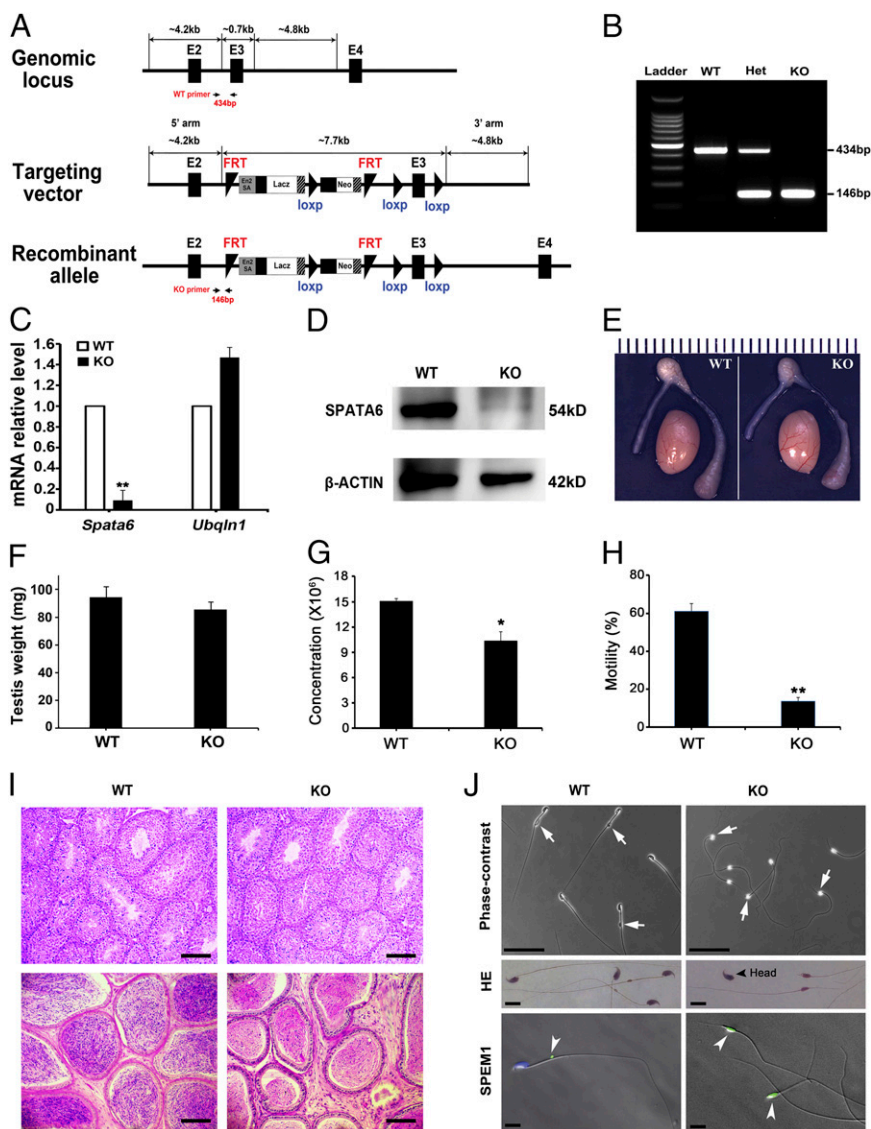 A
~4.2kb ~0.7kb ~4.8kb
E2 E3 E4
Genomic locus
WT primer
434bp
5' arm 3' arm
~4.2kb ~7.7kb ~4.8kb
E2 FRT FRT E3
Targeting vector
En2 SA Lacz Neo
loxp loxp loxp
Recombinant allele
E2 FRT FRT E3 E4
En2 SA Lacz Neo
loxp loxp loxp
KO primer
146bp
B
Ladder WT Het KO
434bp
146bp
C
WT
KO
mRNA relative level
1.6
1.4
1.2
1.0
0.8
0.6
0.4
0.2
0
**
Spata6 Ubqln1
D
WT KO
SPATA6 54kD
β-ACTIN 42kD
E
WT KO
F
Testis weight (mg)
100
80
60
40
20
0
WT KO
G
Concentration (X10⁶)
18
15
12
9
6
3
0
*
WT KO
H
Motility (%)
80
60
40
20
0
**
WT KO
I
WT KO
J
WT KO
Phase-contrast
HE
Head
SPEM1